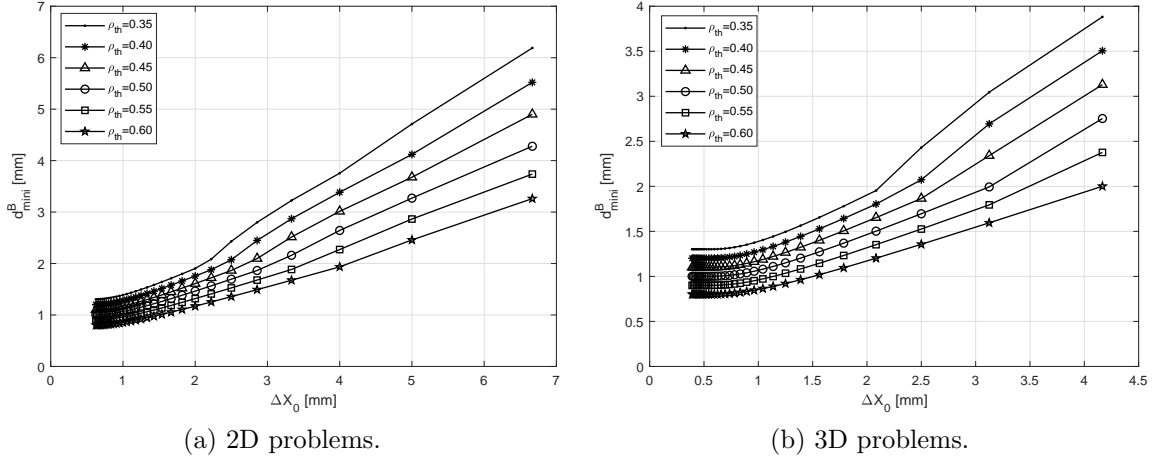 ρth=0.35
ρth=0.40
ρth=0.45
ρth=0.50
ρth=0.55
ρth=0.60
d^B_mini [mm]
7
6
5
4
3
2
1
0
0 1 2 3 4 5 6 7
ΔX_0 [mm]
(a) 2D problems.
ρth=0.35
ρth=0.40
ρth=0.45
ρth=0.50
ρth=0.55
ρth=0.60
d^B_mini [mm]
4
3.5
3
2.5
2
1.5
1
0.5
0
0 0.5 1 1.5 2 2.5 3 3.5 4 4.5
ΔX_0 [mm]
(b) 3D problems.